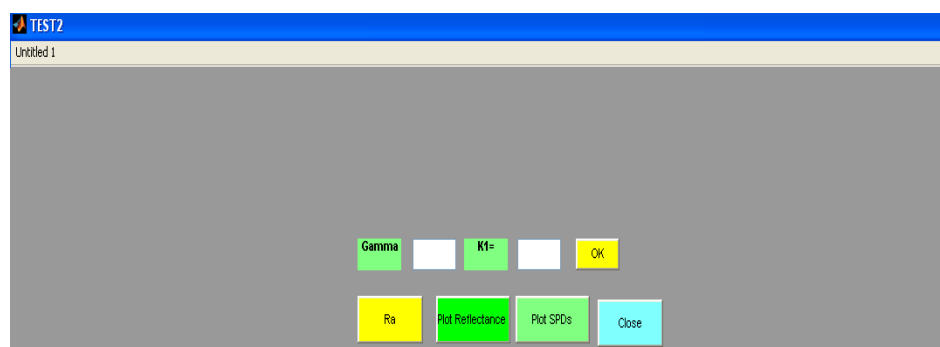 TEST2
Untitled 1
Gamma K1= OK
Ra Plot Reflectance Plot SPDs Close